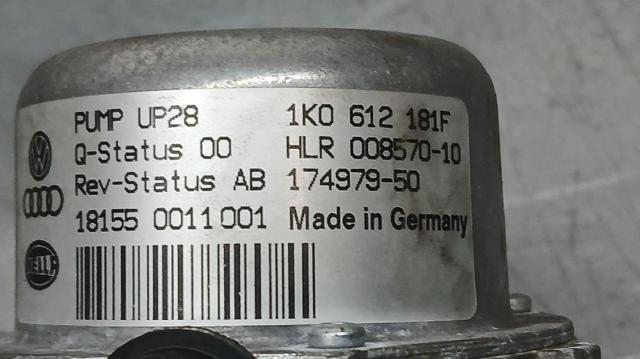 PUMP UP28 1K0 612 181F
Q-Status 00 HLR 008570-10
Rev-Status AB 174979-50
18155 0011001 Made in Germany
HELLA